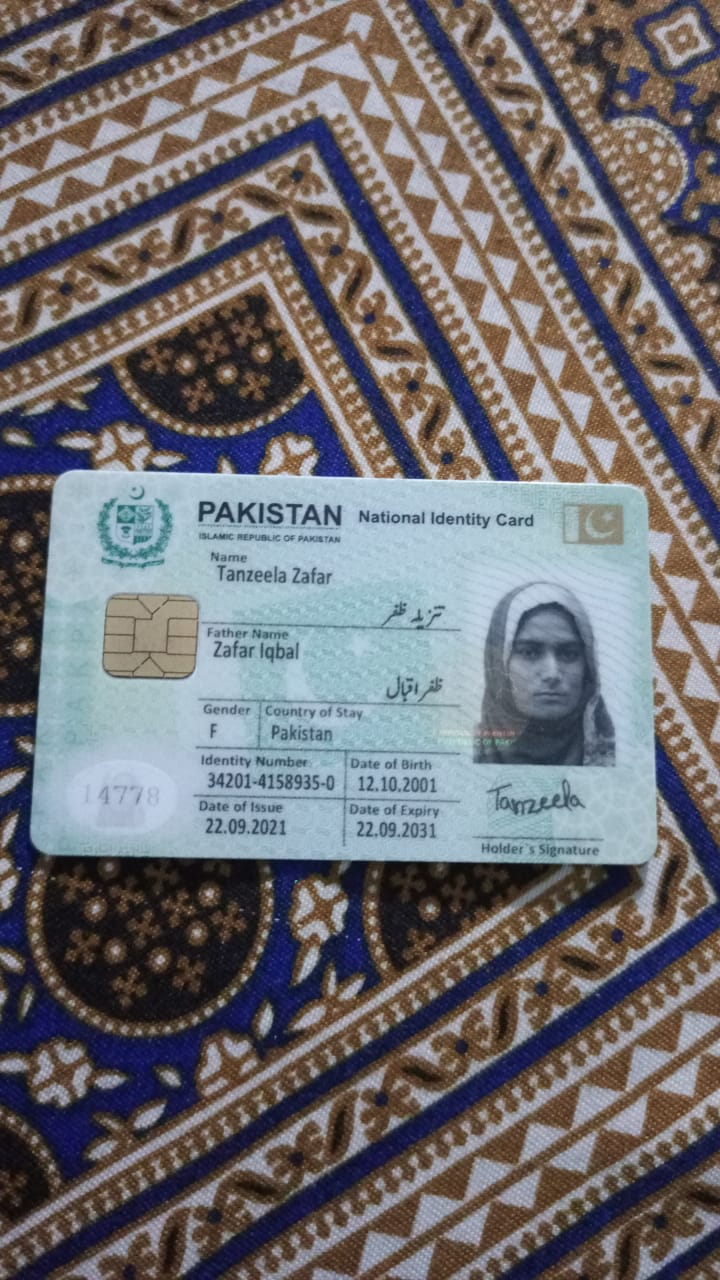 PAKISTAN National Identity Card
ISLAMIC REPUBLIC OF PAKISTAN
Name
Tanzeela Zafar
تنزیلہ ظفر
Father Name
Zafar Iqbal
ظفر اقبال
Gender Country of Stay
F Pakistan
Identity Number Date of Birth
34201-4158935-0 12.10.2001
Date of Issue Date of Expiry
22.09.2021 22.09.2031
14778
Tanzeela
Holder's Signature